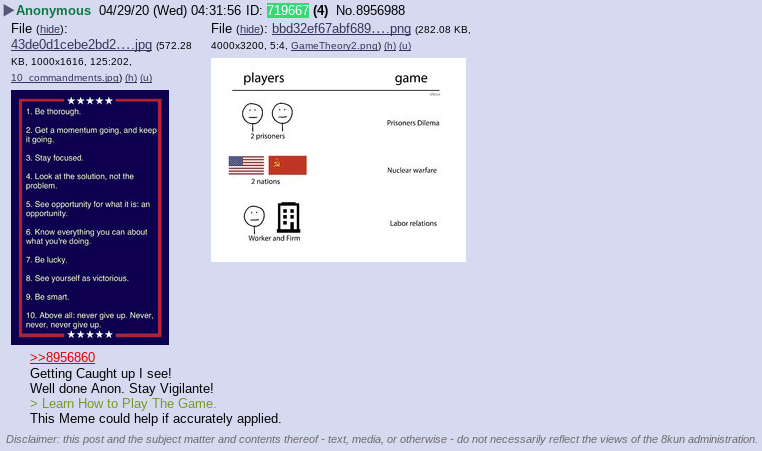 Anonymous 04/29/20 (Wed) 04:31:56 ID: 719667 (4) No.8956988
File (hide):
43de0d1cebe2bd2….jpg (572.28
KB, 1000x1616, 125:202,
10_commandments.jpg) (h) (u)
★★★★★
1. Be thorough.
2. Get a momentum going, and keep
it going.
3. Stay focused.
4. Look at the solution, not the
problem.
5. See opportunity for what it is: an
opportunity.
6. Know everything you can about
what you're doing.
7. Be lucky.
8. See yourself as victorious.
9. Be smart.
10. Above all: never give up. Never,
never, never give up.
★★★★★
File (hide): bbd32ef67abf689….png (282.08 KB,
4000x3200, 5:4, GameTheory2.png) (h) (u)
players game
2 prisoners
Prisoners Dilema
2 nations
Nuclear warfare
Worker and Firm
Labor relations
>>8956860
Getting Caught up I see!
Well done Anon. Stay Vigilante!
> Learn How to Play The Game.
This Meme could help if accurately applied.
Disclaimer: this post and the subject matter and contents thereof - text, media, or otherwise - do not necessarily reflect the views of the 8kun administration.